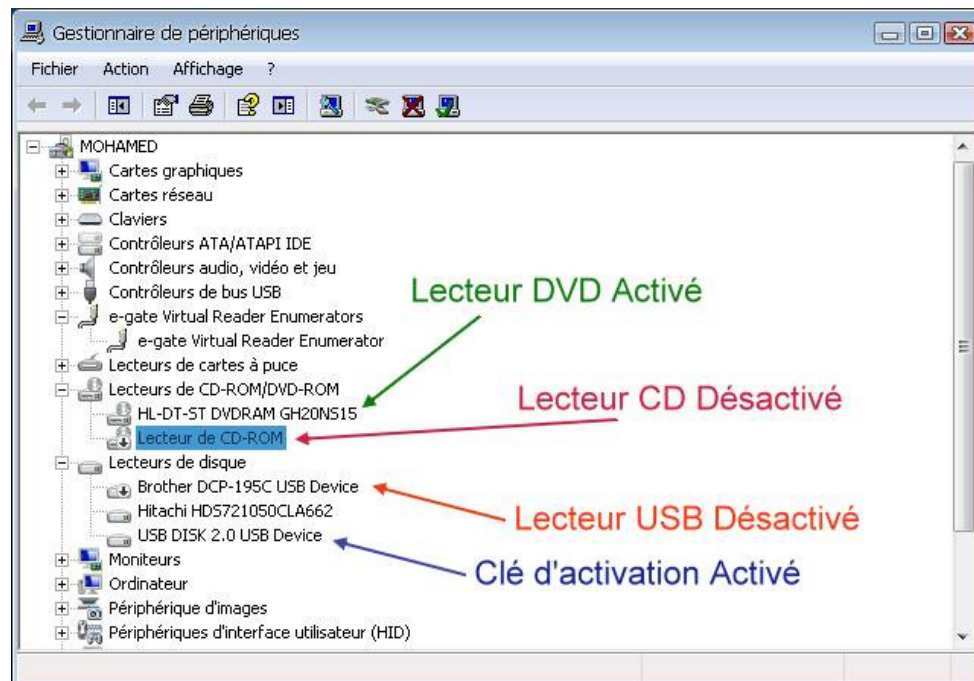 Gestionnaire de périphériques
Fichier Action Affichage ?
MOHAMED
Cartes graphiques
Cartes réseau
Claviers
Contrôleurs ATA/ATAPI IDE
Contrôleurs audio, vidéo et jeu
Contrôleurs de bus USB
Lecteur DVD Activé
e-gate Virtual Reader Enumerators
e-gate Virtual Reader Enumerator
Lecteurs de cartes à puce
Lecteurs de CD-ROM/DVD-ROM
Lecteur CD Désactivé
HL-DT-ST DVDRAM GH20NS15
Lecteur de CD-ROM
Lecteurs de disque
Brother DCP-195C USB Device
Hitachi HDS721050CLA662
Lecteur USB Désactivé
USB DISK 2.0 USB Device
Moniteurs
Clé d'activation Activé
Ordinateur
Périphérique d'images
Périphériques d'interface utilisateur (HID)